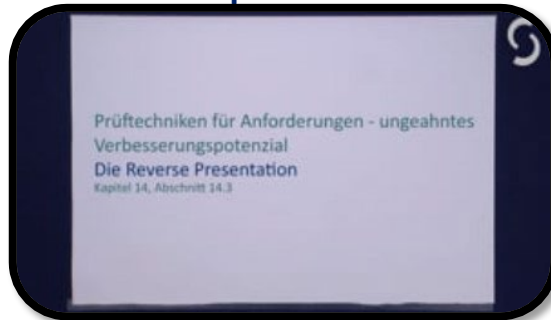 Prüftechniken für Anforderungen - ungeahntes
Verbesserungspotenzial
Die Reverse Presentation
Kapitel 14, Abschnitt 14.3